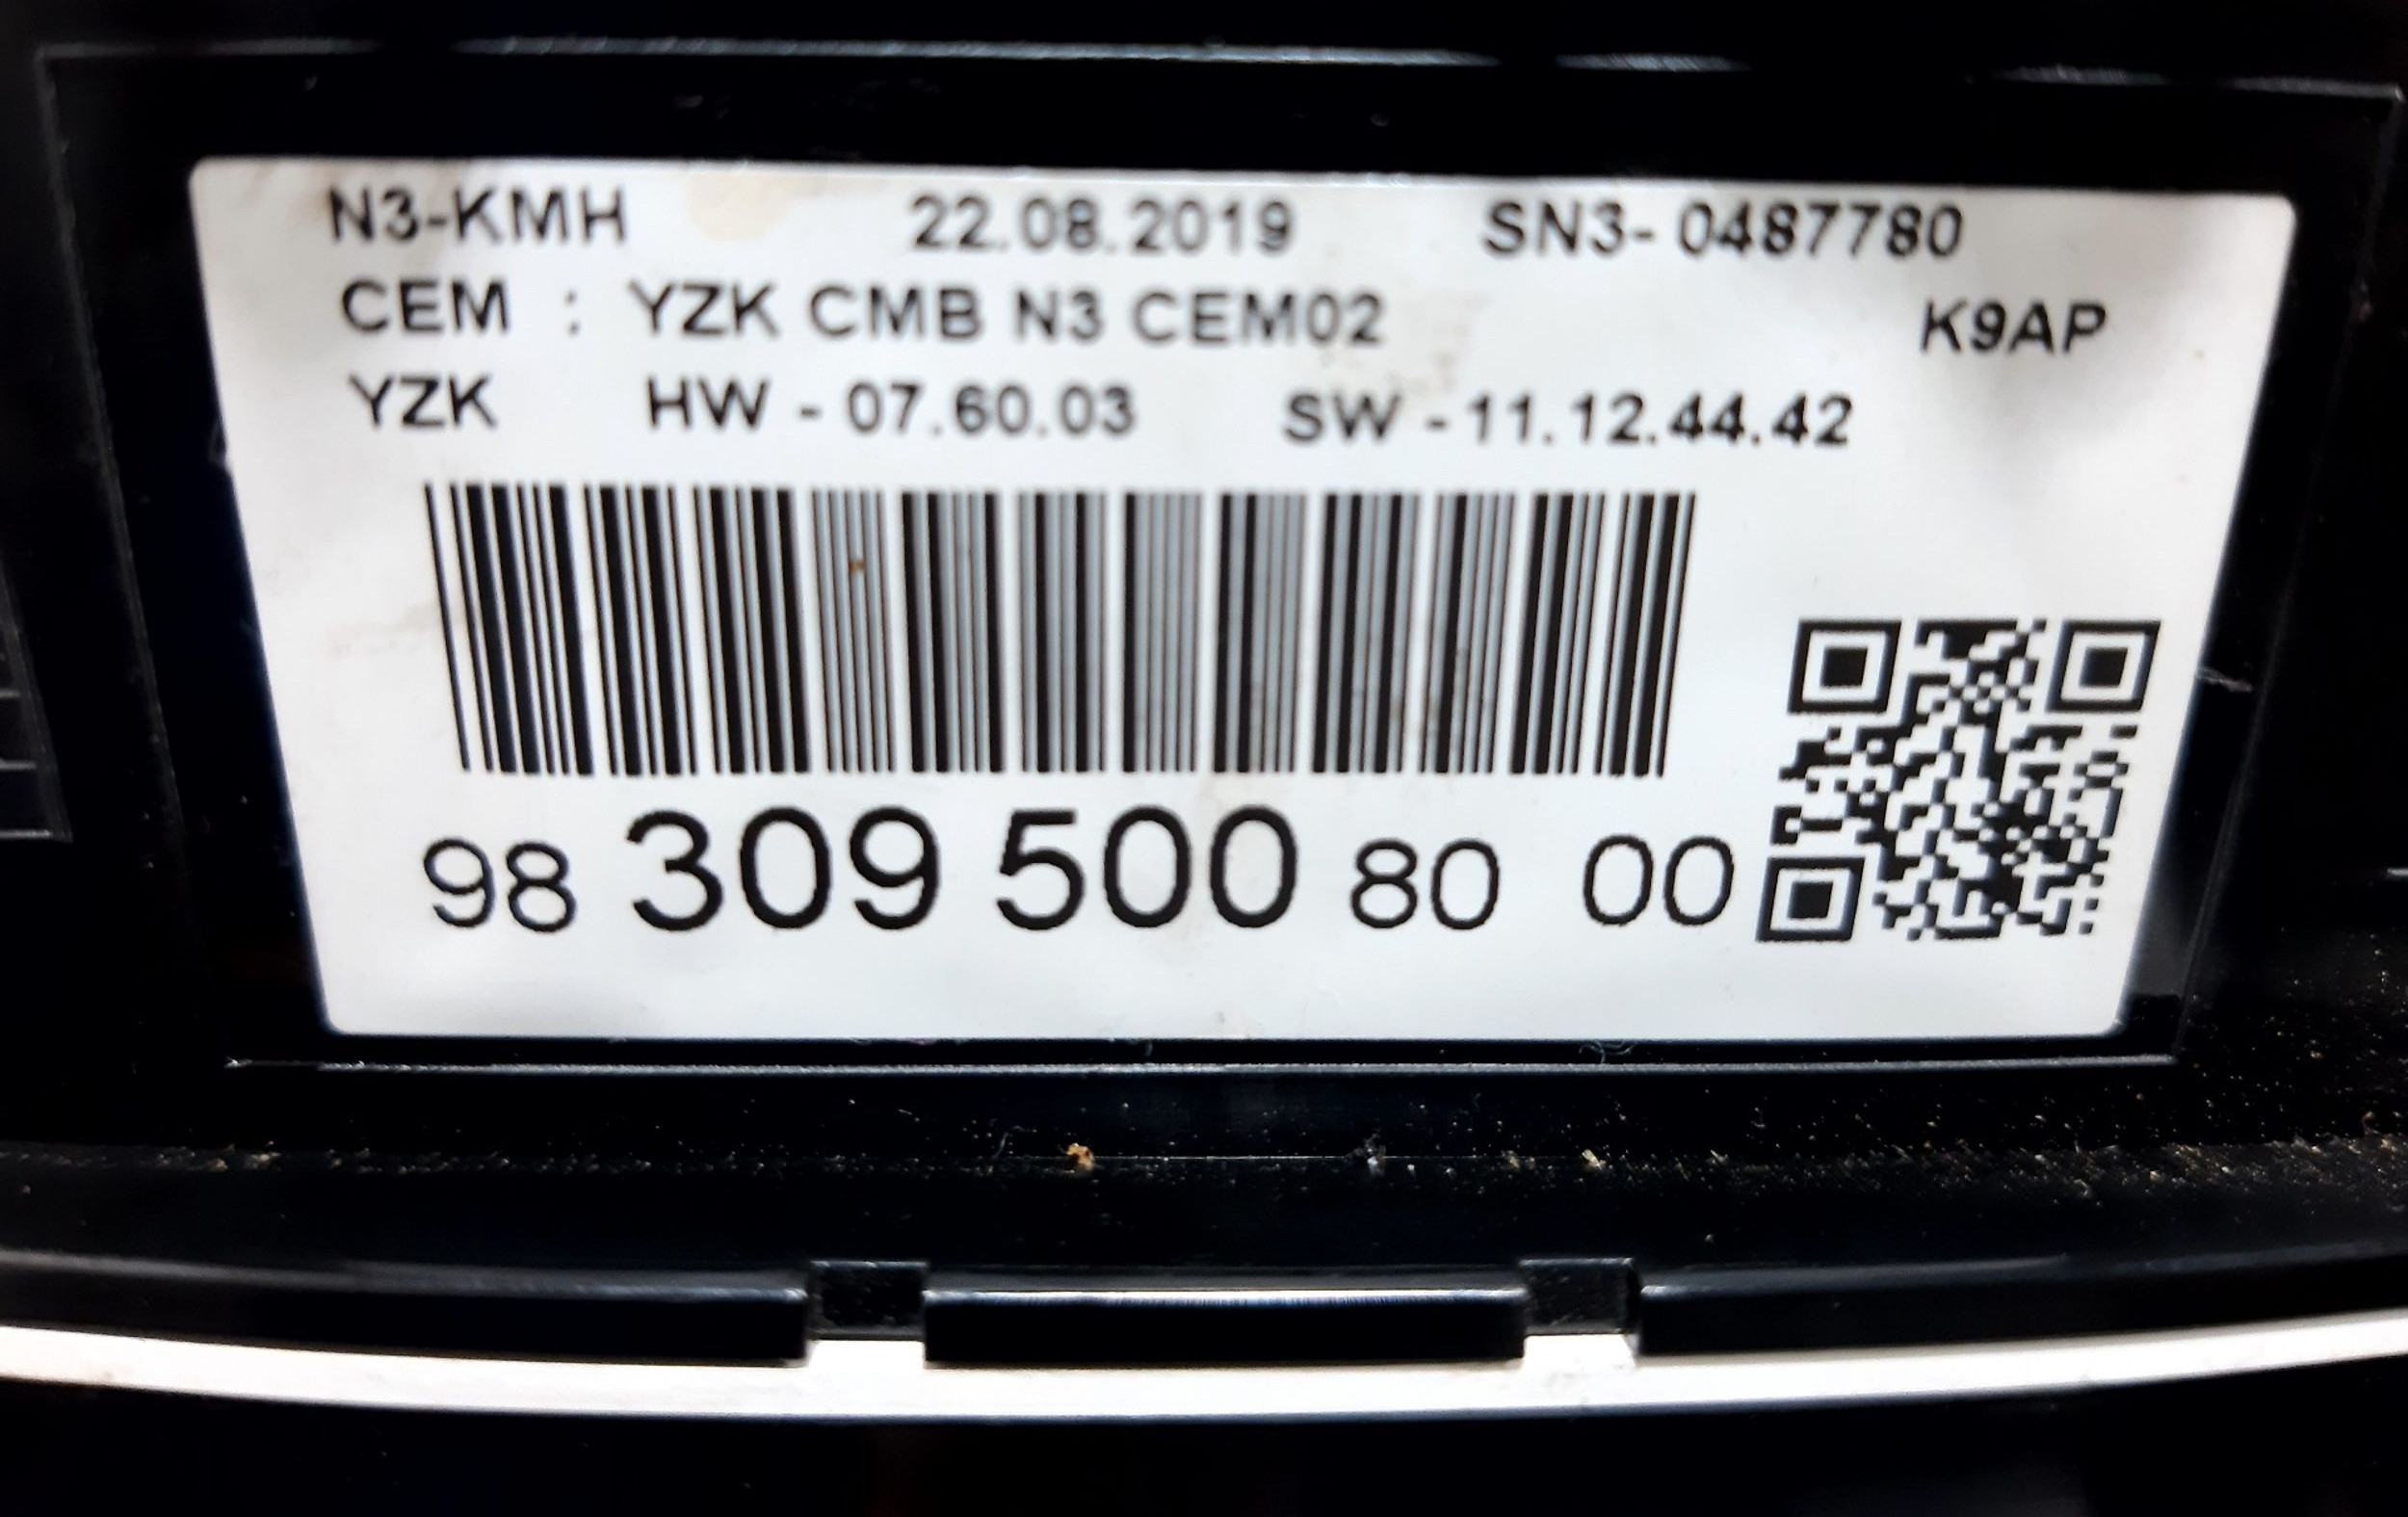 N3-KMH 22.08.2019 SN3- 0487780
CEM : YZK CMB N3 CEM02 K9AP
YZK HW - 07.60.03 SW - 11.12.44.42
98 309 500 80 00